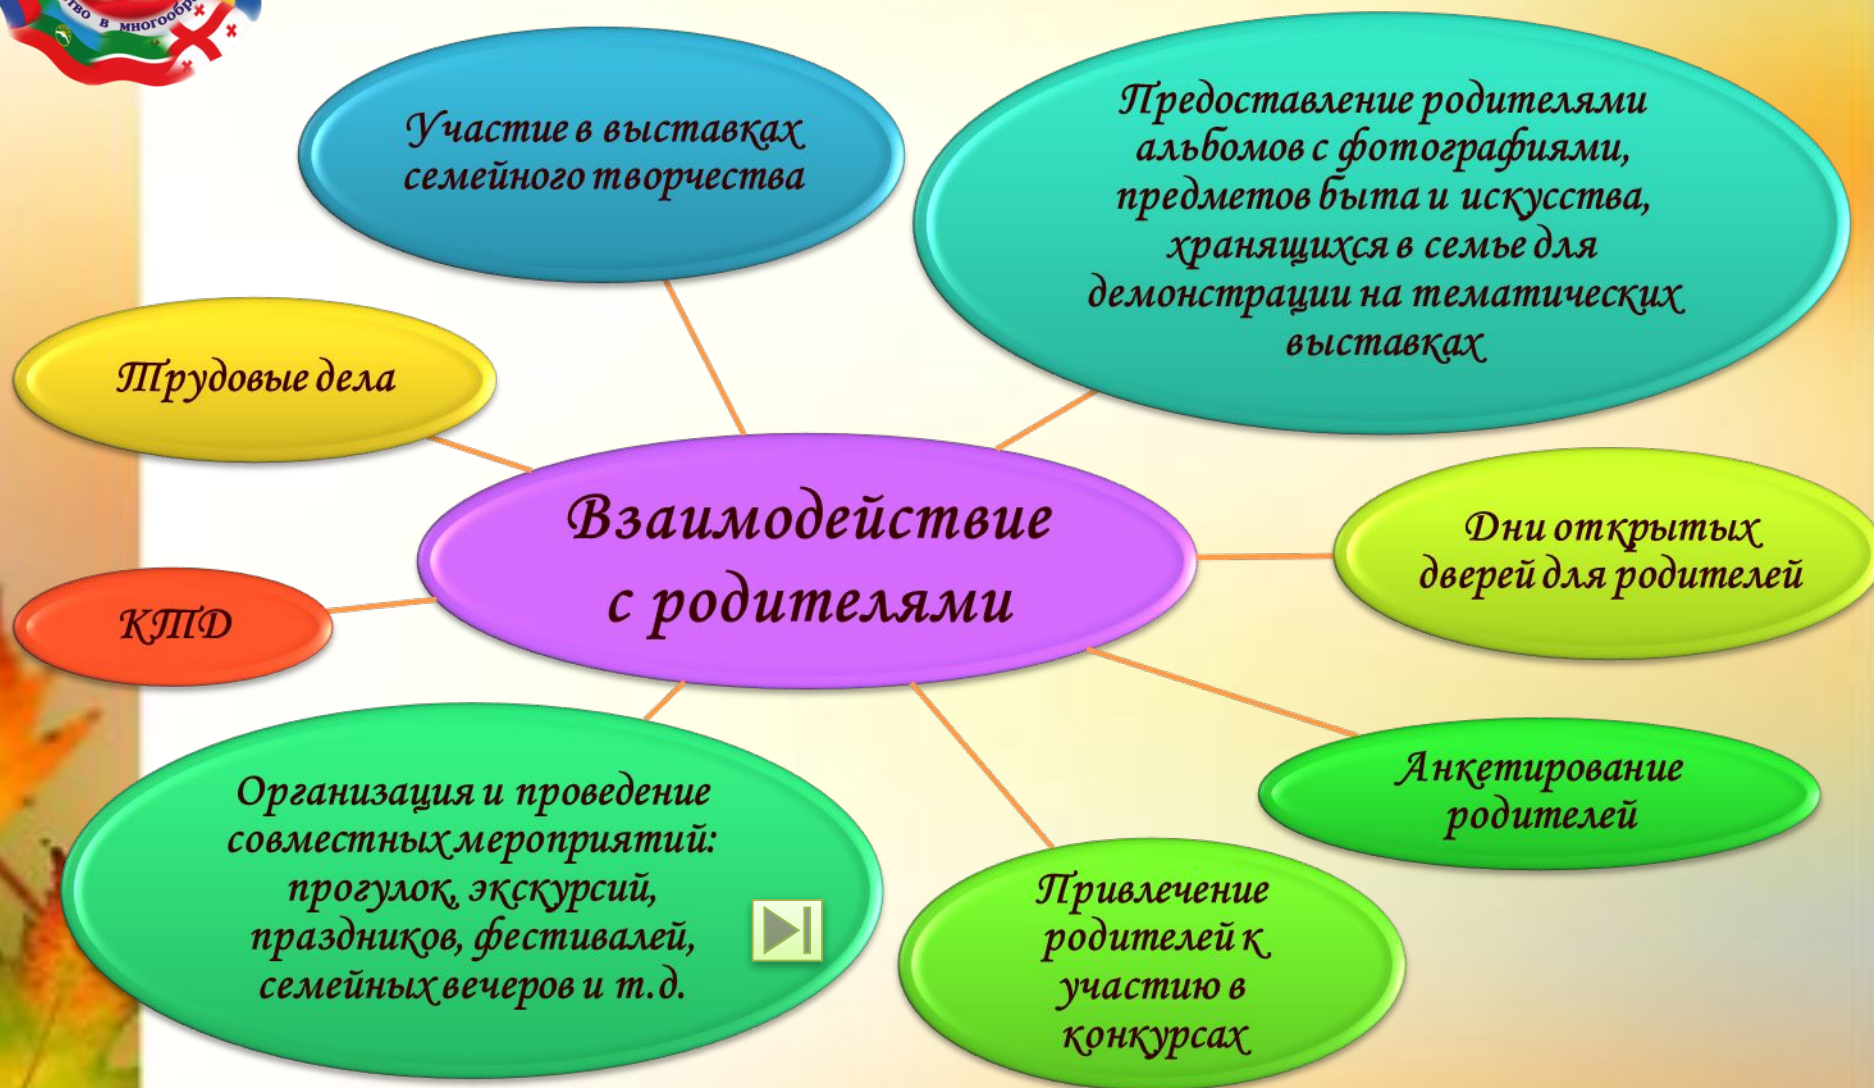 в многообр
Участие в выставках
семейного творчества
Предоставление родителями
альбомов с фотографиями,
предметов быта и искусства,
хранящихся в семье для
демонстрации на тематических
выставках
Трудовые дела
Взаимодействие
с родителями
Дни открытых
дверей для родителей
КТД
Анкетирование
родителей
Организация и проведение
совместных мероприятий:
прогулок, экскурсий,
праздников, фестивалей,
семейных вечеров и т.д.
Привлечение
родителей к
участию в
конкурсах